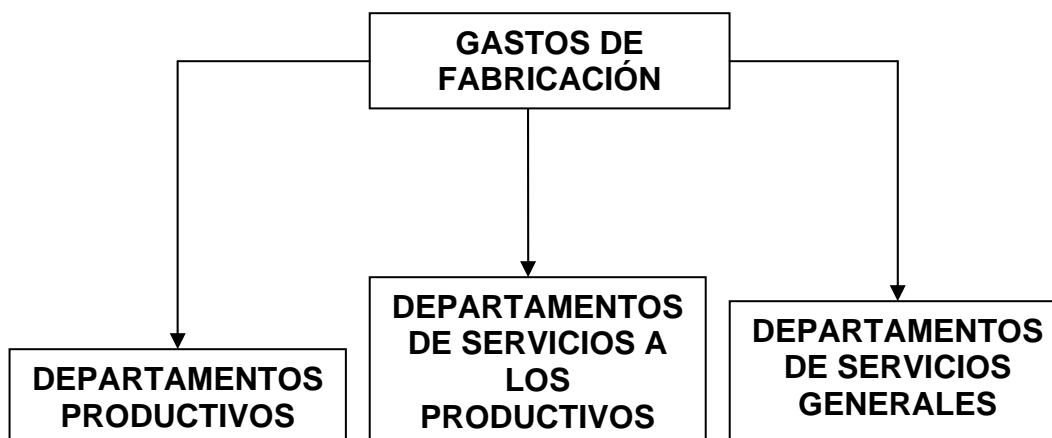 GASTOS DE
FABRICACIÓN
DEPARTAMENTOS
PRODUCTIVOS
DEPARTAMENTOS
DE SERVICIOS A
LOS
PRODUCTIVOS
DEPARTAMENTOS
DE SERVICIOS
GENERALES